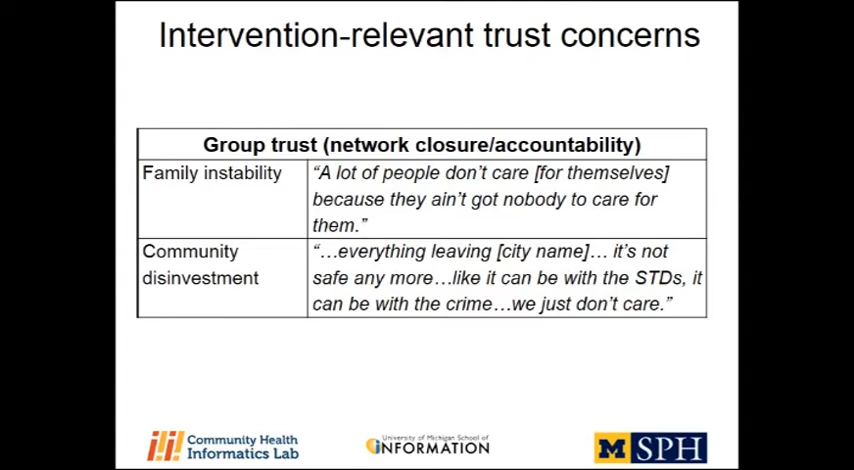 Intervention-relevant trust concerns
Group trust (network closure/accountability)
Family instability
“A lot of people don’t care [for themselves]
because they ain’t got nobody to care for
them.”
Community
disinvestment
“…everything leaving [city name]… it’s not
safe any more…like it can be with the STDs, it
can be with the crime…we just don’t care.”
Community Health
Informatics Lab
University of Michigan School of
INFORMATION
M SPH